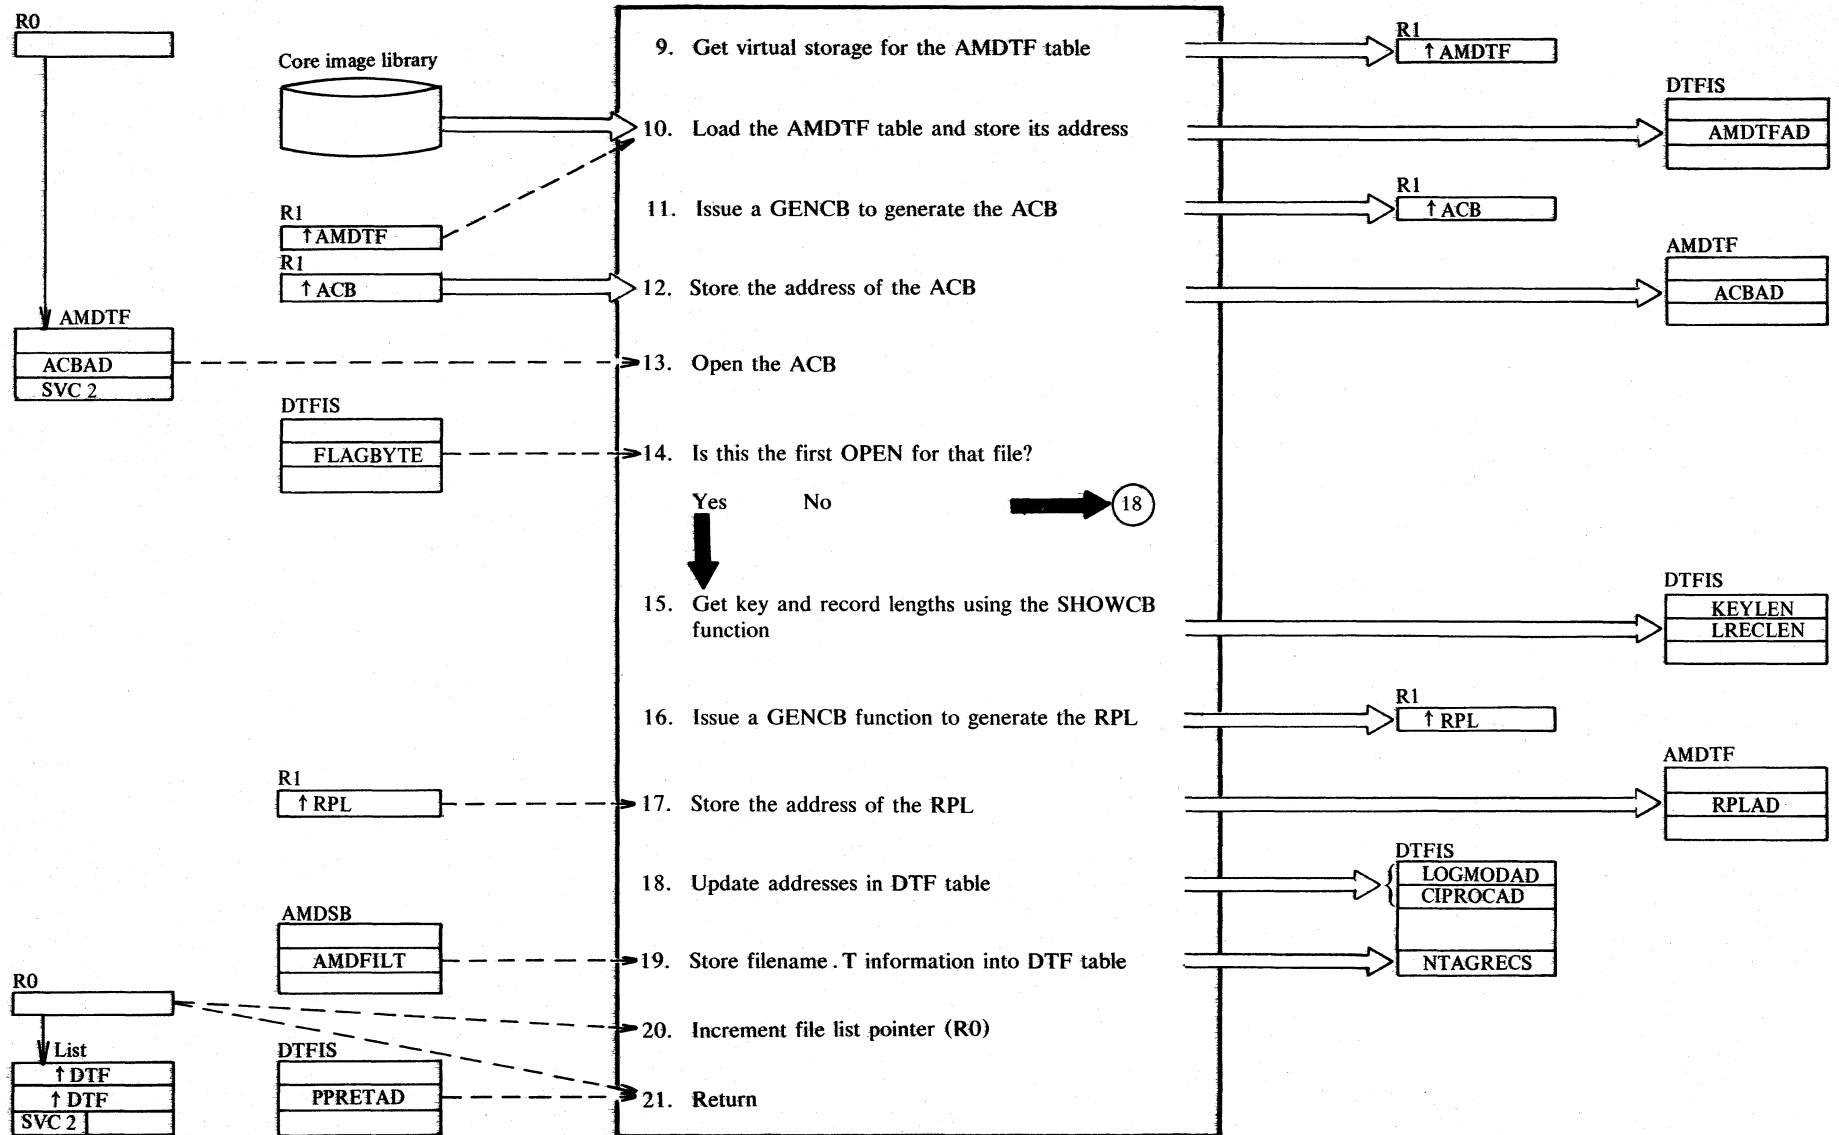 R0
Core image library
9. Get virtual storage for the AMDTF table
R1
↑ AMDTF
10. Load the AMDTF table and store its address
DTFIS
AMDTFAD
R1
↑ AMDTF
11. Issue a GENCB to generate the ACB
R1
↑ ACB
R1
↑ ACB
12. Store the address of the ACB
AMDTF
ACBAD
AMDTF
ACBAD
SVC 2
13. Open the ACB
DTFIS
FLAGBYTE
14. Is this the first OPEN for that file?
Yes No
18
15. Get key and record lengths using the SHOWCB
function
DTFIS
KEYLEN
LRECLEN
16. Issue a GENCB function to generate the RPL
R1
↑ RPL
R1
↑ RPL
17. Store the address of the RPL
AMDTF
RPLAD
18. Update addresses in DTF table
DTFIS
LOGMODAD
CIPROCAD
NTAGRECS
AMDSB
AMDFILT
19. Store filename . T information into DTF table
R0
20. Increment file list pointer (R0)
List
↑ DTF
↑ DTF
SVC 2
DTFIS
PPRETAD
21. Return